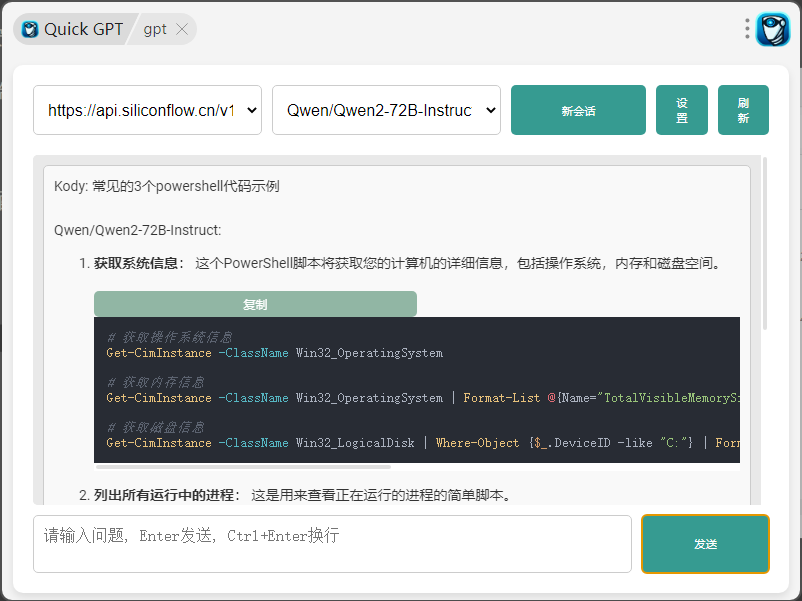 Quick GPT
gpt
https://api.siliconflow.cn/v1
Qwen/Qwen2-72B-Instruc
新会话
设置
刷新
Kody: 常见的3个powershell代码示例
Qwen/Qwen2-72B-Instruct:
1. 获取系统信息： 这个PowerShell脚本将获取您的计算机的详细信息，包括操作系统，内存和磁盘空间。
复制
# 获取操作系统信息
Get-CimInstance -ClassName Win32_OperatingSystem
# 获取内存信息
Get-CimInstance -ClassName Win32_OperatingSystem | Format-List @{Name="TotalVisibleMemorySi
# 获取磁盘信息
Get-CimInstance -ClassName Win32_LogicalDisk | Where-Object {$_.DeviceID -like "C:"} | Form
2. 列出所有运行中的进程： 这是用来查看正在运行的进程的简单脚本。
请输入问题, Enter发送, Ctrl+Enter换行
发送